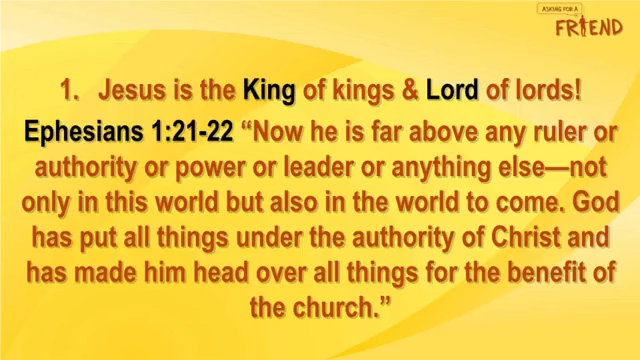 ASKING FOR A
FRIEND
1. Jesus is the King of kings & Lord of lords!
Ephesians 1:21-22 “Now he is far above any ruler or
authority or power or leader or anything else—not
only in this world but also in the world to come. God
has put all things under the authority of Christ and
has made him head over all things for the benefit of
the church.”